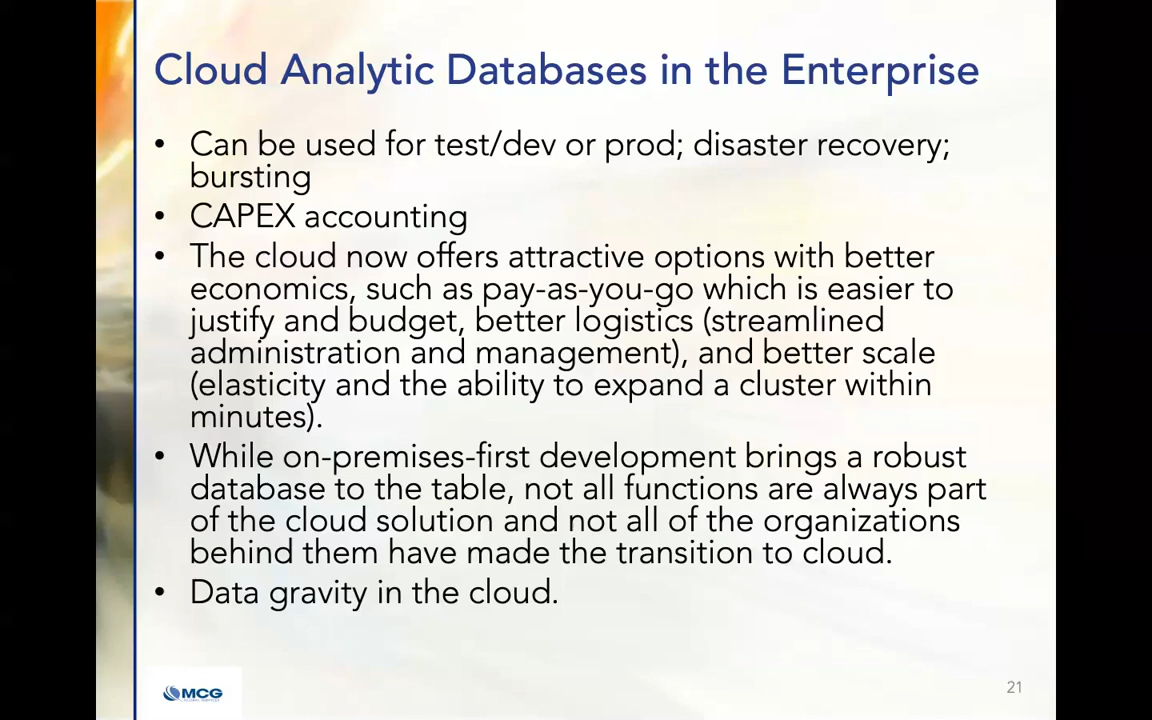 Cloud Analytic Databases in the Enterprise
• Can be used for test/dev or prod; disaster recovery;
bursting
• CAPEX accounting
• The cloud now offers attractive options with better
economics, such as pay-as-you-go which is easier to
justify and budget, better logistics (streamlined
administration and management), and better scale
(elasticity and the ability to expand a cluster within
minutes).
• While on-premises-first development brings a robust
database to the table, not all functions are always part
of the cloud solution and not all of the organizations
behind them have made the transition to cloud.
• Data gravity in the cloud.
MCG
21